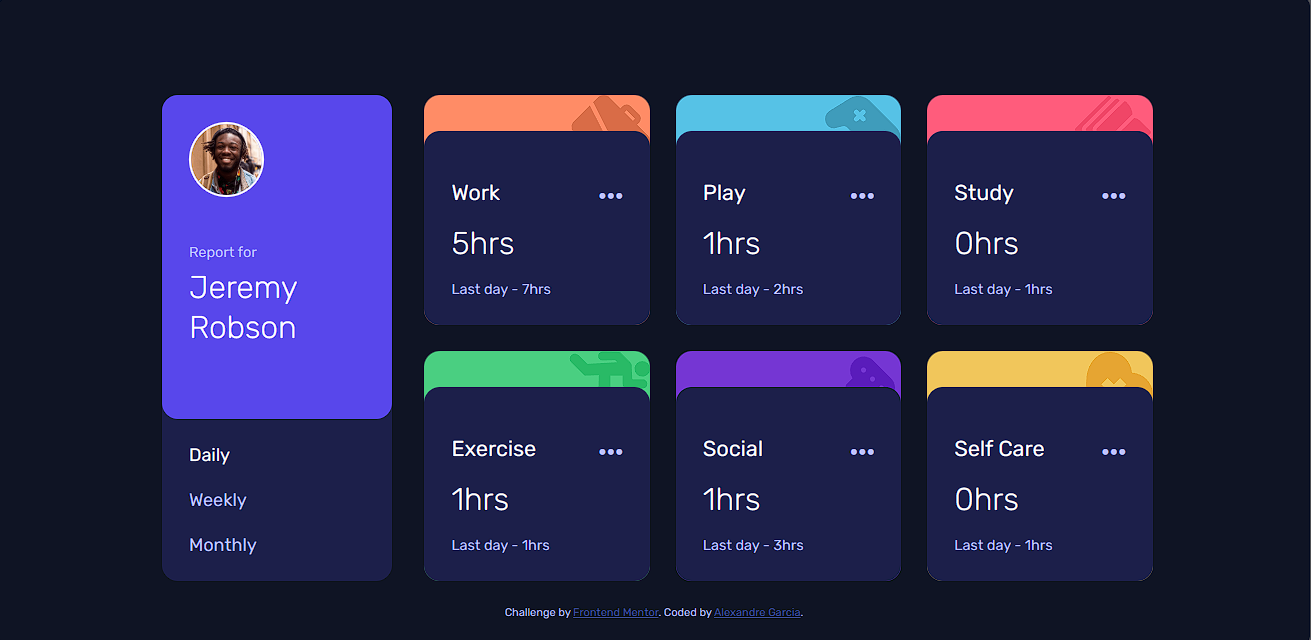 Report for
Jeremy
Robson
Daily
Weekly
Monthly
Work
5hrs
Last day - 7hrs
Play
1hrs
Last day - 2hrs
Study
0hrs
Last day - 1hrs
Exercise
1hrs
Last day - 1hrs
Social
1hrs
Last day - 3hrs
Self Care
0hrs
Last day - 1hrs
Challenge by Frontend Mentor. Coded by Alexandre Garcia.